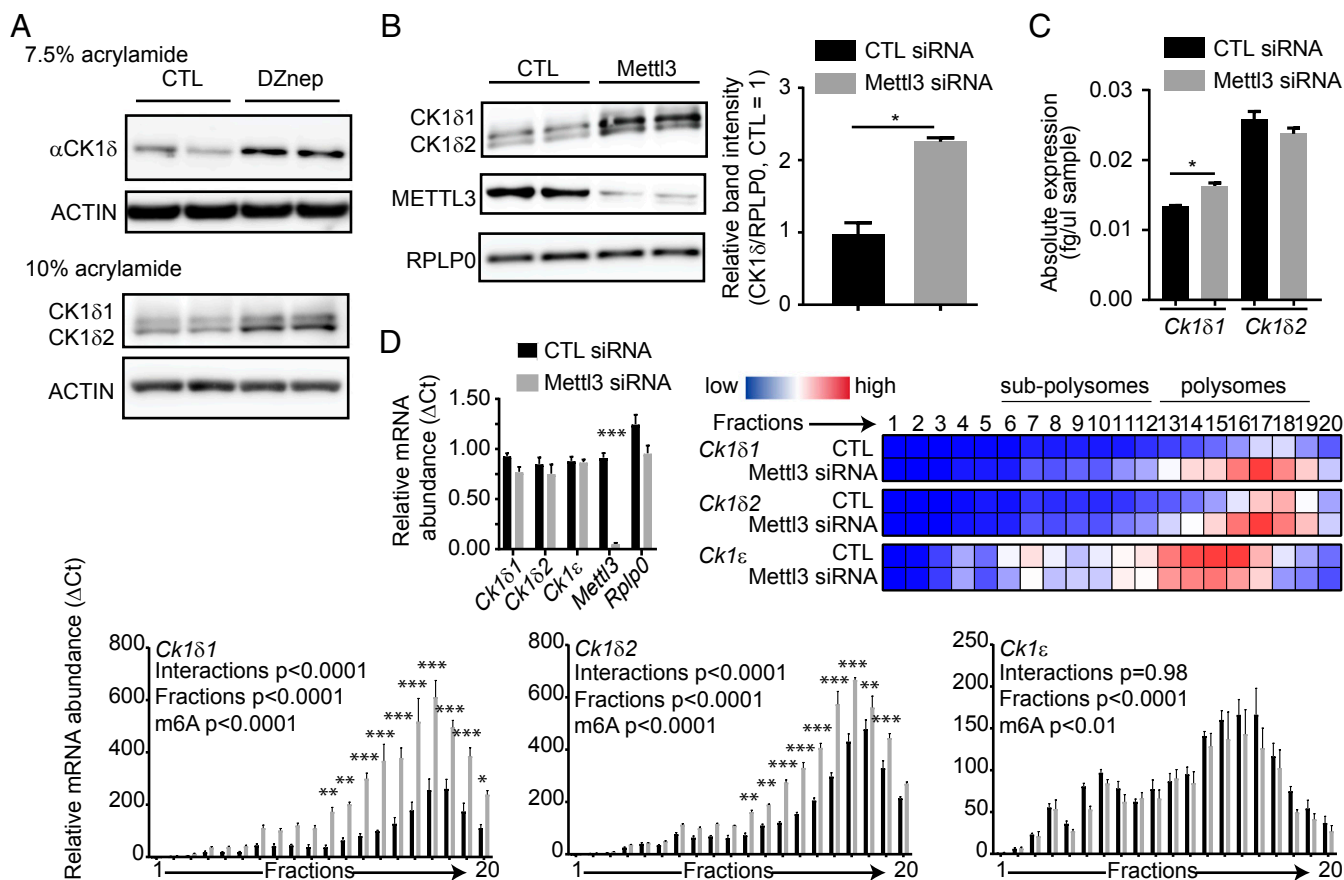 A
7.5% acrylamide
CTL DZnep
αCK1δ
ACTIN
10% acrylamide
CK1δ1
CK1δ2
ACTIN
B
CTL Mettl3
CK1δ1
CK1δ2
METTL3
RPLP0
CTL siRNA
Mettl3 siRNA
Relative band intensity
(CK1δ/RPLP0, CTL = 1)
3
2
1
0
*
C
CTL siRNA
Mettl3 siRNA
Absolute expression
(fg/ul sample)
0.03
0.02
0.01
0.00
*
Ck1δ1 Ck1δ2
D
CTL siRNA
Mettl3 siRNA
Relative mRNA
abundance (ΔCt)
1.50
1.00
0.75
0.00
***
Ck1δ1 Ck1δ2 Ck1ε Mettl3 Rplp0
low high
sub-polysomes polysomes
Fractions 1 2 3 4 5 6 7 8 9 10 11 12 13 14 15 16 17 18 19 20
Ck1δ1 CTL
Mettl3 siRNA
Ck1δ2 CTL
Mettl3 siRNA
Ck1ε CTL
Mettl3 siRNA
Relative mRNA abundance (ΔCt)
800
600
400
200
0
Ck1δ1
Interactions p<0.0001
Fractions p<0.0001
m6A p<0.0001
** ** *** *** *** *** *** *** *** *
1 Fractions 20
800
600
400
200
0
Ck1δ2
Interactions p<0.0001
Fractions p<0.0001
m6A p<0.0001
** ** *** *** *** *** *** ** ***
1 Fractions 20
250
200
150
100
50
0
Ck1ε
Interactions p=0.98
Fractions p<0.0001
m6A p<0.01
1 Fractions 20